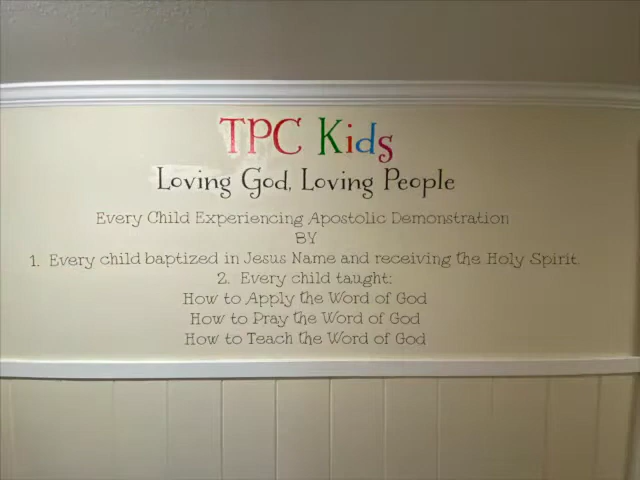 TPC Kids
Loving God, Loving People
Every Child Experiencing Apostolic Demonstration
BY
1. Every child baptized in Jesus Name and receiving the Holy Spirit.
2. Every child taught:
How to Apply the Word of God
How to Pray the Word of God
How to Teach the Word of God